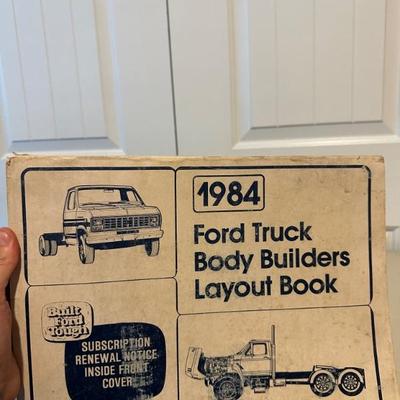 1984
Ford Truck
Body Builders
Layout Book
Built
Ford
Tough
SUBSCRIPTION
RENEWAL NOTICE
INSIDE FRONT
COVER